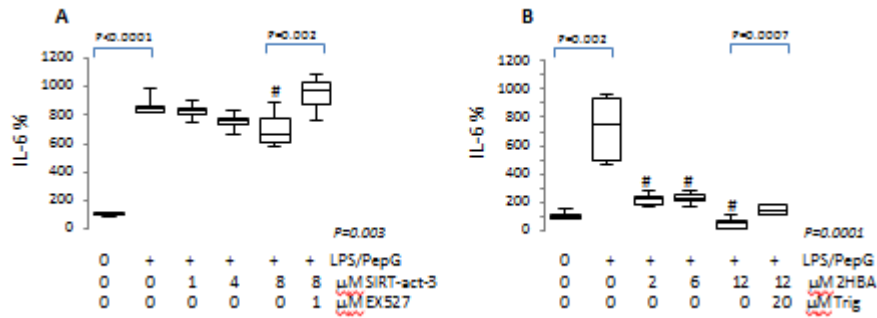 A
P<0.0001
P=0.002
1200
1000
800
600
400
200
0
IL-6 %
#
P=0.003
0 + + + + + LPS/PepG
0 0 1 4 8 8 µM SIRT-act-3
0 0 0 0 0 1 µM EX527
B
P=0.002
P=0.0007
1200
1000
800
600
400
200
0
IL-6 %
# # #
P=0.0001
0 + + + + + LPS/PepG
0 0 2 6 12 12 µM 2HBA
0 0 0 0 0 20 µM Trig